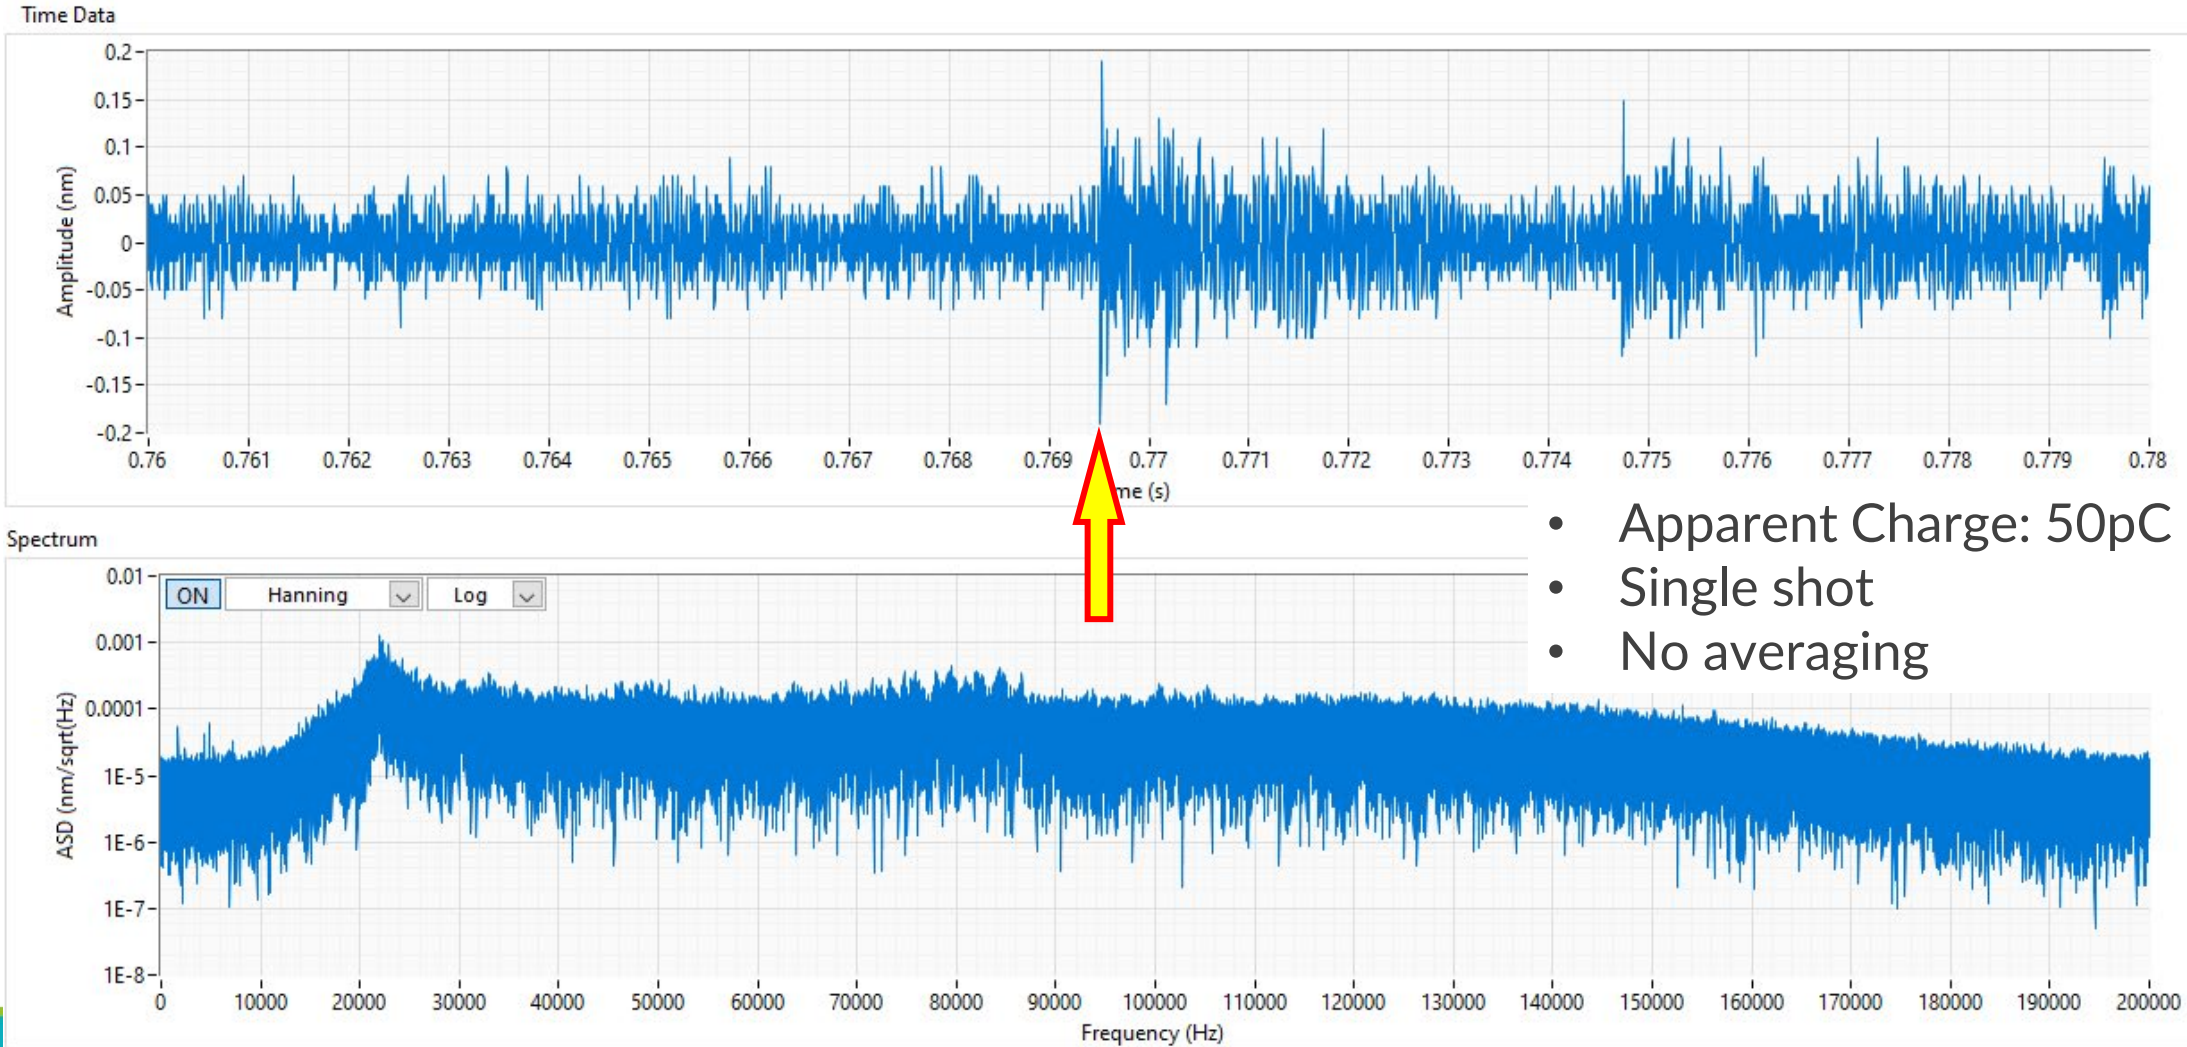 Time Data
0.2
0.15
0.1
0.05
0
-0.05
-0.1
-0.15
-0.2
Amplitude (nm)
0.76 0.761 0.762 0.763 0.764 0.765 0.766 0.767 0.768 0.769 0.77 0.771 0.772 0.773 0.774 0.775 0.776 0.777 0.778 0.779 0.78
me (s)
• Apparent Charge: 50pC
• Single shot
• No averaging
Spectrum
ON Hanning Log
0.01
0.001
0.0001
1E-5
1E-6
1E-7
1E-8
ASD (nm/sqrt(Hz)
0 10000 20000 30000 40000 50000 60000 70000 80000 90000 100000 110000 120000 130000 140000 150000 160000 170000 180000 190000 200000
Frequency (Hz)